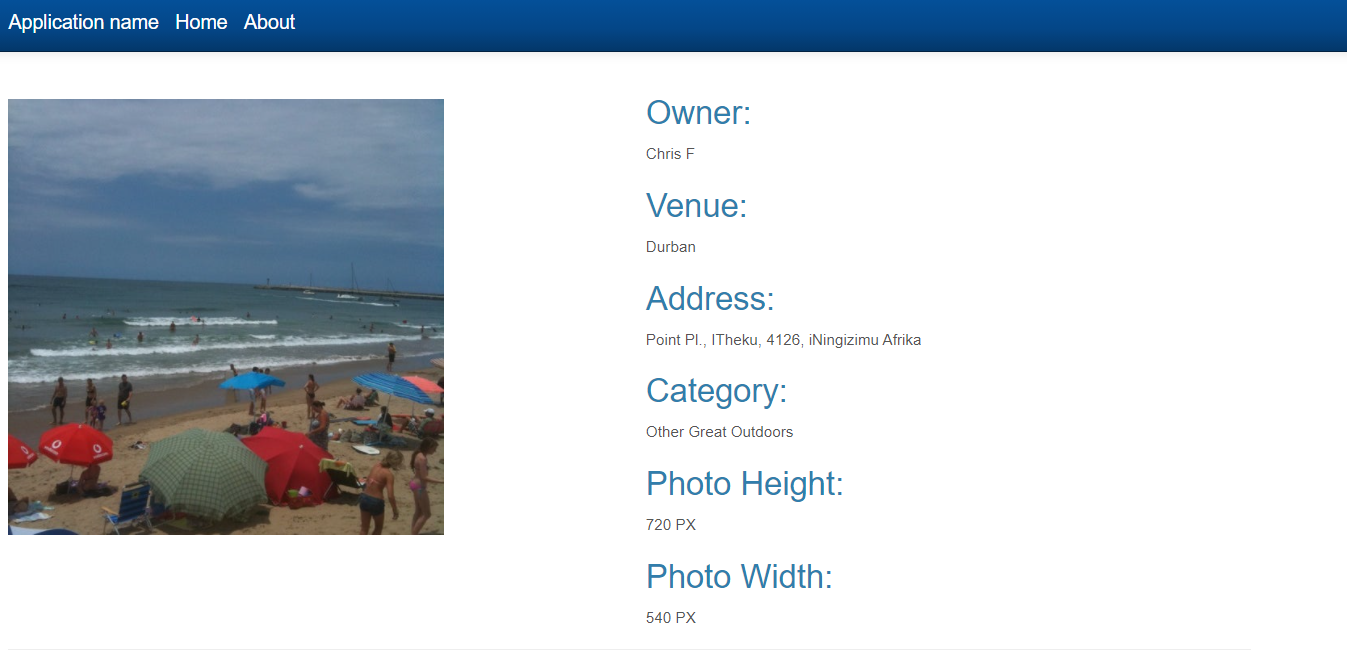 Application name Home About
Owner:
Chris F
Venue:
Durban
Address:
Point Pl., ITheku, 4126, iNingizimu Afrika
Category:
Other Great Outdoors
Photo Height:
720 PX
Photo Width:
540 PX